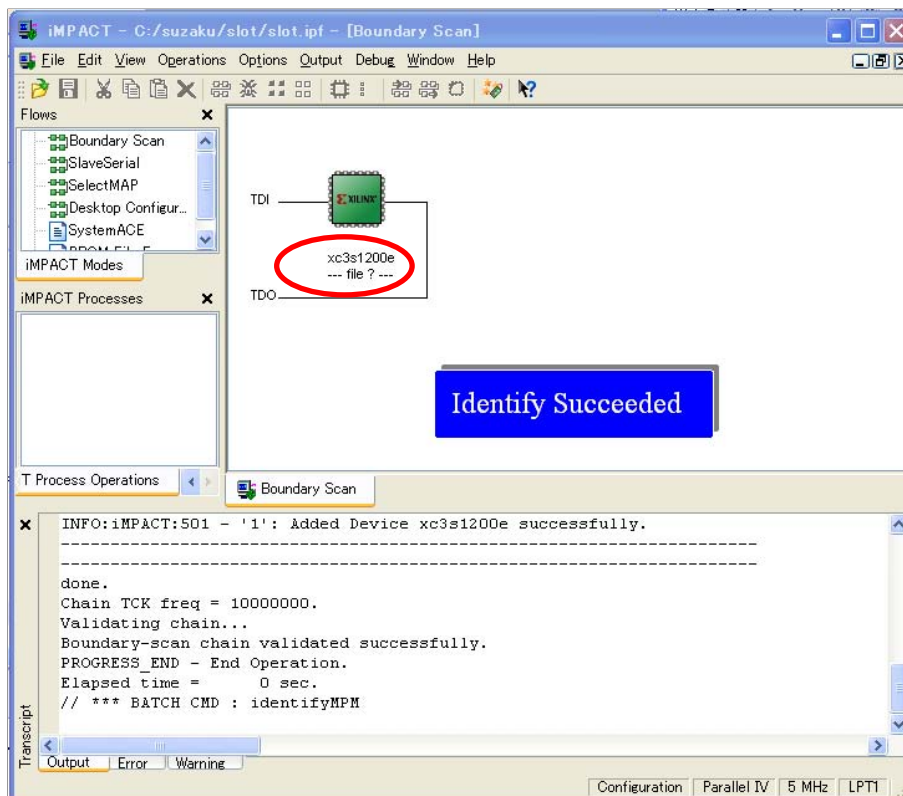 iMPACT - C:/suzaku/slot/slot.ipf - [Boundary Scan]
File Edit View Operations Options Output Debug Window Help
Flows
Boundary Scan
SlaveSerial
SelectMAP
Desktop Configur...
SystemACE
iMPACT Modes
iMPACT Processes
T Process Operations
TDI
XILINX
xc3s1200e
--- file ? ---
TDO
Identify Succeeded
Boundary Scan
INFO:iMPACT:501 - '1': Added Device xc3s1200e successfully.
----------------------------------------------------------------------
----------------------------------------------------------------------
done.
Chain TCK freq = 10000000.
Validating chain...
Boundary-scan chain validated successfully.
PROGRESS_END - End Operation.
Elapsed time =      0 sec.
// *** BATCH CMD : identifyMPM
Transcript
Output Error Warning
Configuration Parallel IV 5 MHz LPT1